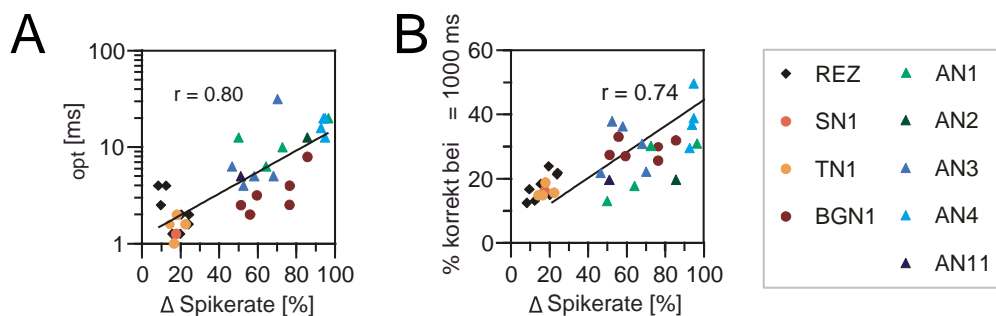 A
100
10
1
opt [ms]
r = 0.80
0 20 40 60 80 100
Δ Spikerate [%]
B
60
40
20
0
% korrekt bei = 1000 ms
r = 0.74
0 20 40 60 80 100
Δ Spikerate [%]
REZ
SN1
TN1
BGN1
AN1
AN2
AN3
AN4
AN11